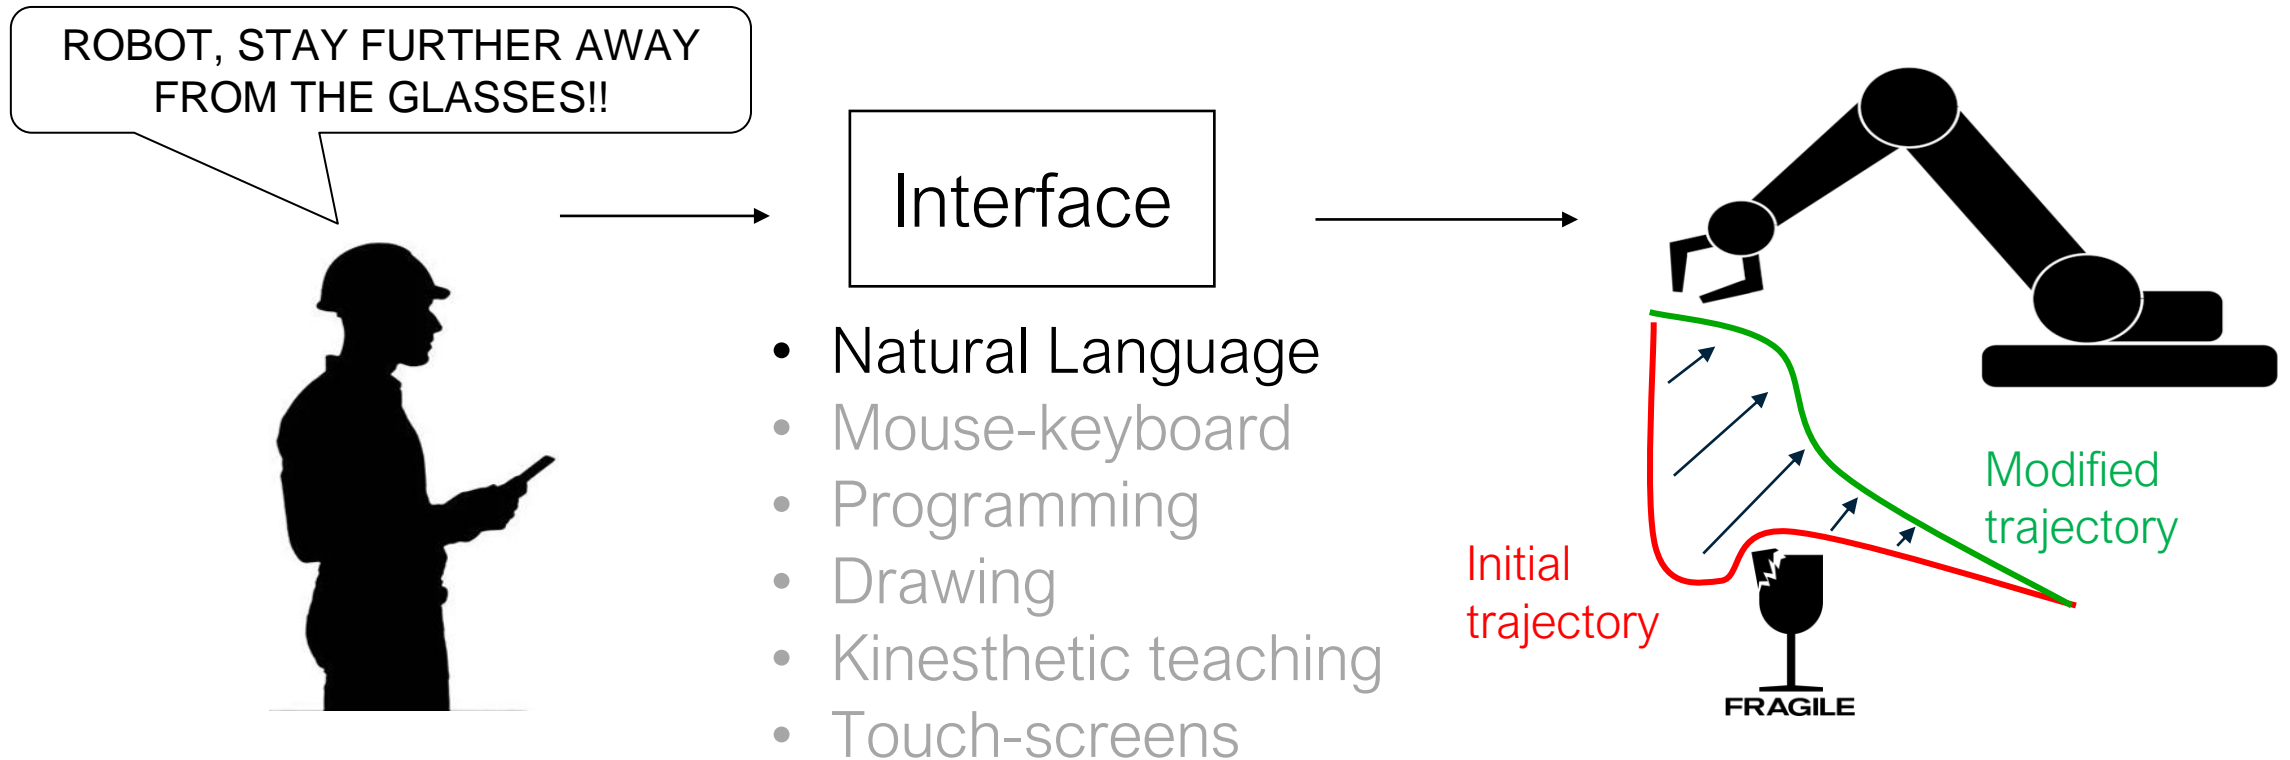 ROBOT, STAY FURTHER AWAY
FROM THE GLASSES!!
Interface
• Natural Language
• Mouse-keyboard
• Programming
• Drawing
• Kinesthetic teaching
• Touch-screens
Initial
trajectory
Modified
trajectory
FRAGILE